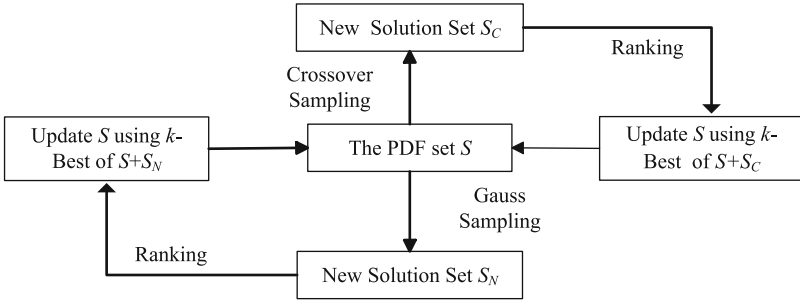 New Solution Set S_C
Ranking
Crossover
Sampling
Update S using k-
Best of S+S_N
The PDF set S
Update S using k-
Best of S+S_C
Gauss
Sampling
Ranking
New Solution Set S_N